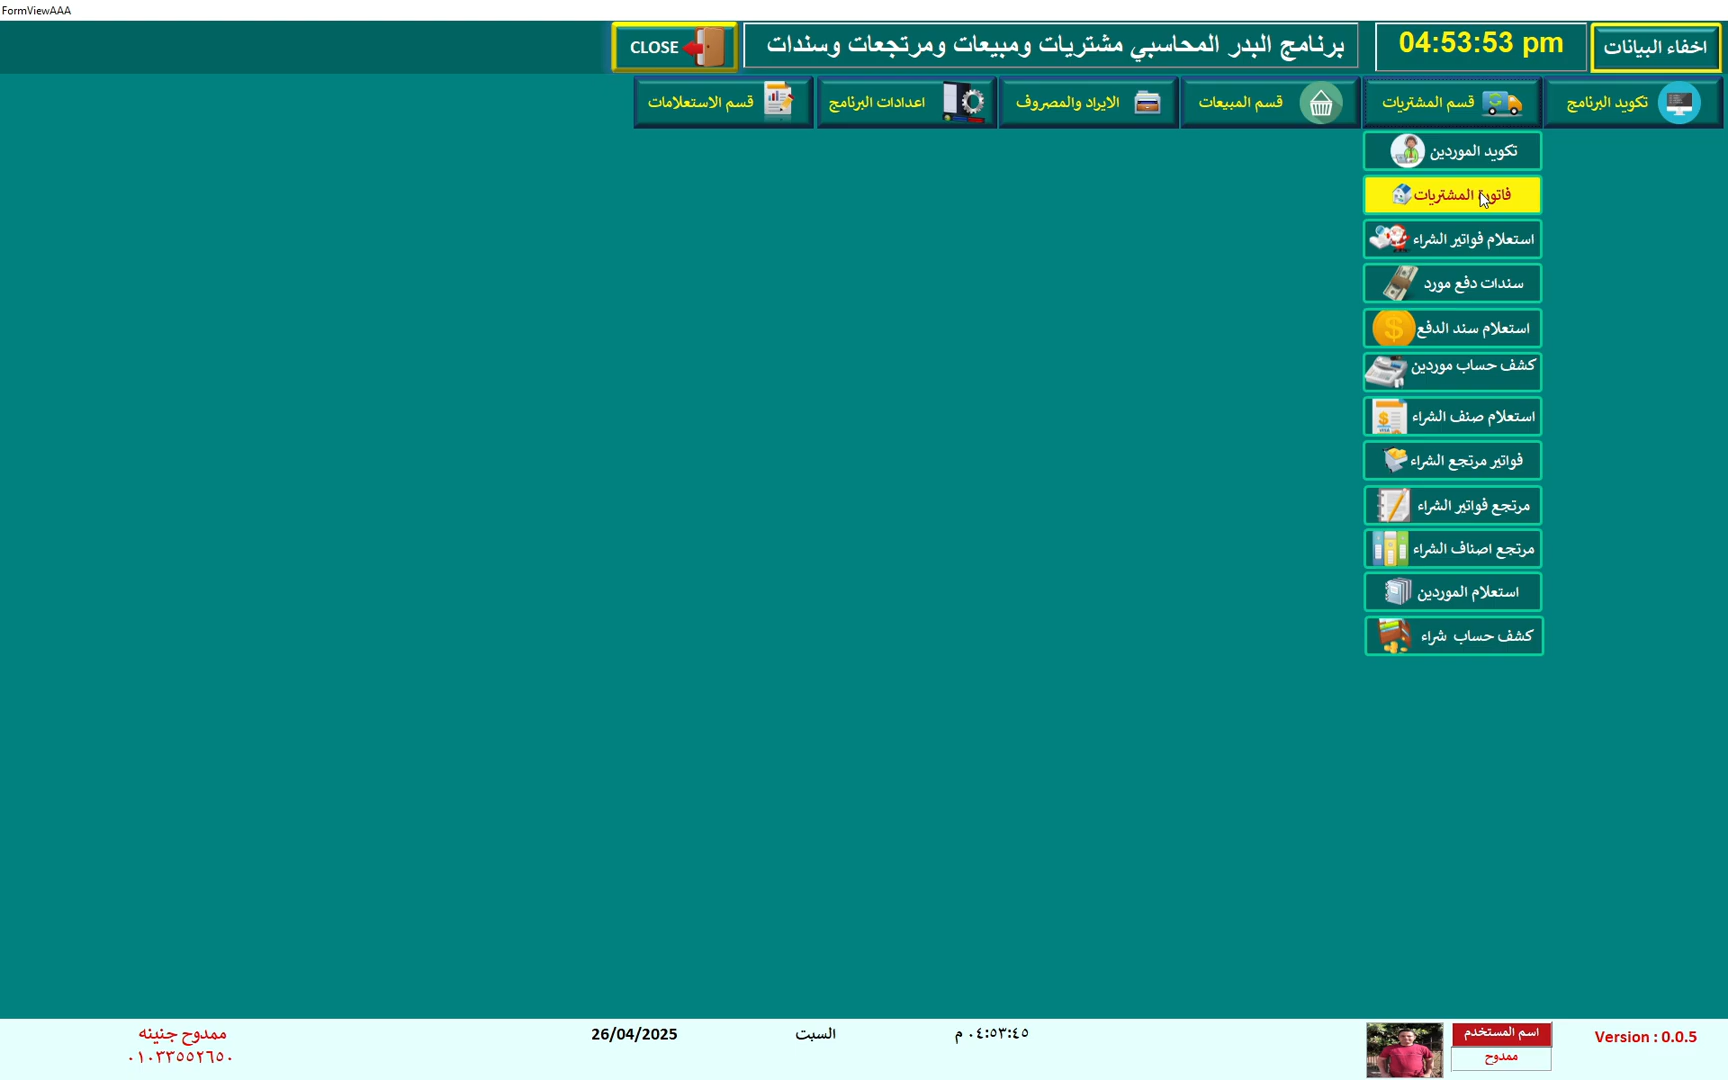 FormViewAAA
اخفاء البيانات
04:53:53 pm
برنامج البدر المحاسبي مشتريات ومبيعات ومرتجعات وسندات
CLOSE
تكويد البرنامج
قسم المشتريات
قسم المبيعات
الايراد والمصروف
اعدادات البرنامج
قسم الاستعلامات
تكويد الموردين
فاتورة المشتريات
استعلام فواتير الشراء
سندات دفع مورد
استعلام سند الدفع
كشف حساب موردين
استعلام صنف الشراء
فواتير مرتجع الشراء
مرتجع فواتير الشراء
مرتجع اصناف الشراء
استعلام الموردين
كشف حساب شراء
Version : 0.0.5
اسم المستخدم
ممدوح
٠٤:٥٣:٤٥ م
السبت
26/04/2025
ممدوح جنينه
٠١٠٣٣٥٥٢٦٥٠